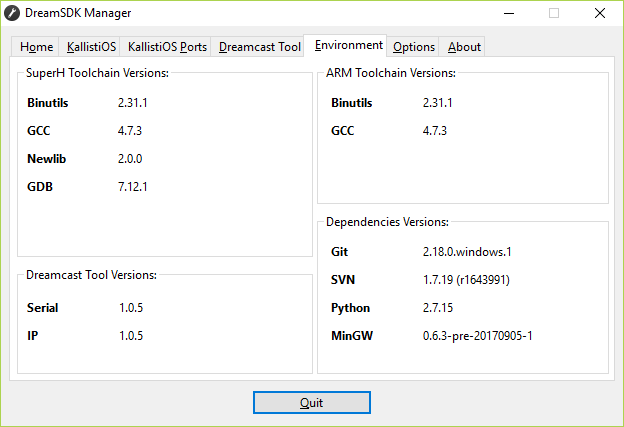 DreamSDK Manager
Home KallistiOS KallistiOS Ports Dreamcast Tool Environment Options About
SuperH Toolchain Versions:
Binutils 2.31.1
GCC 4.7.3
Newlib 2.0.0
GDB 7.12.1
Dreamcast Tool Versions:
Serial 1.0.5
IP 1.0.5
ARM Toolchain Versions:
Binutils 2.31.1
GCC 4.7.3
Dependencies Versions:
Git 2.18.0.windows.1
SVN 1.7.19 (r1643991)
Python 2.7.15
MinGW 0.6.3-pre-20170905-1
Quit